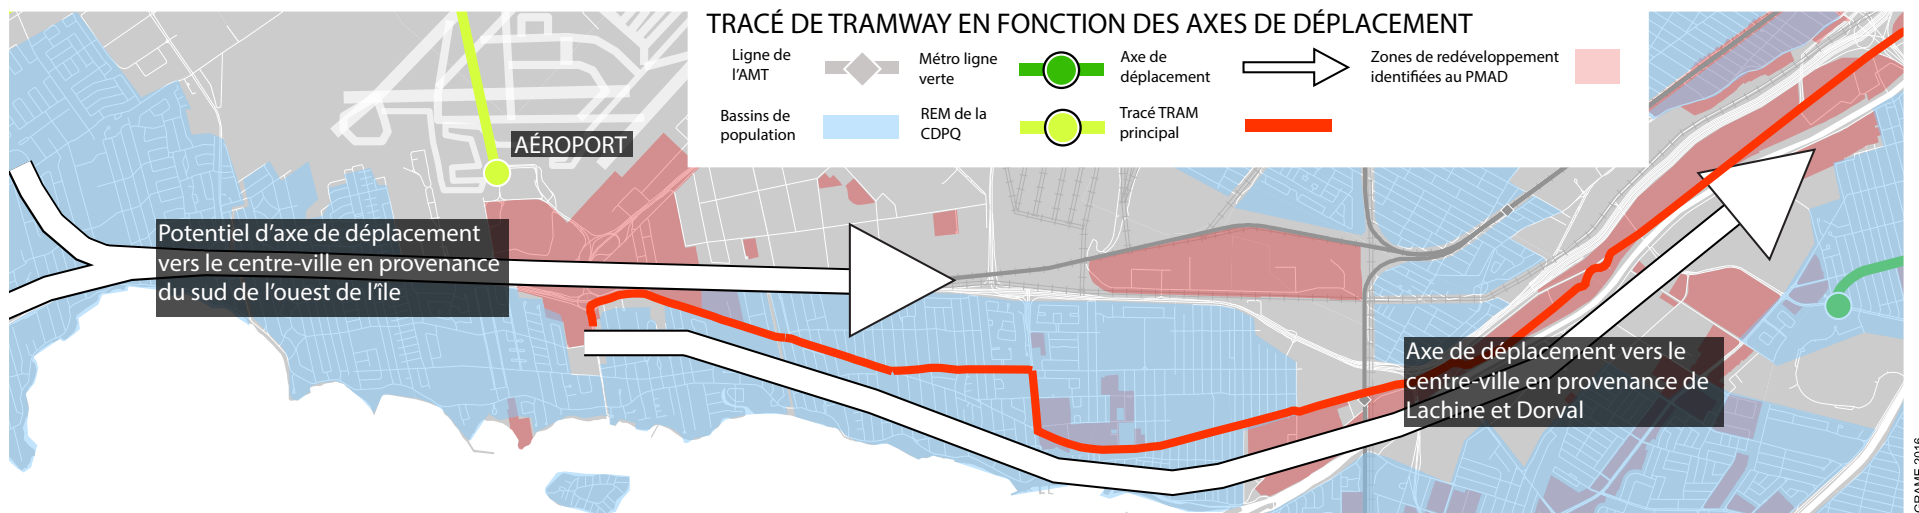 TRACÉ DE TRAMWAY EN FONCTION DES AXES DE DÉPLACEMENT
Ligne de
l'AMT
Métro ligne
verte
Axe de
déplacement
Zones de redéveloppement
identifiées au PMAD
Bassins de
population
REM de la
CDPQ
Tracé TRAM
principal
AÉROPORT
Potentiel d'axe de déplacement
vers le centre-ville en provenance
du sud de l'ouest de l'île
Axe de déplacement vers le
centre-ville en provenance de
Lachine et Dorval
GRAME 2016